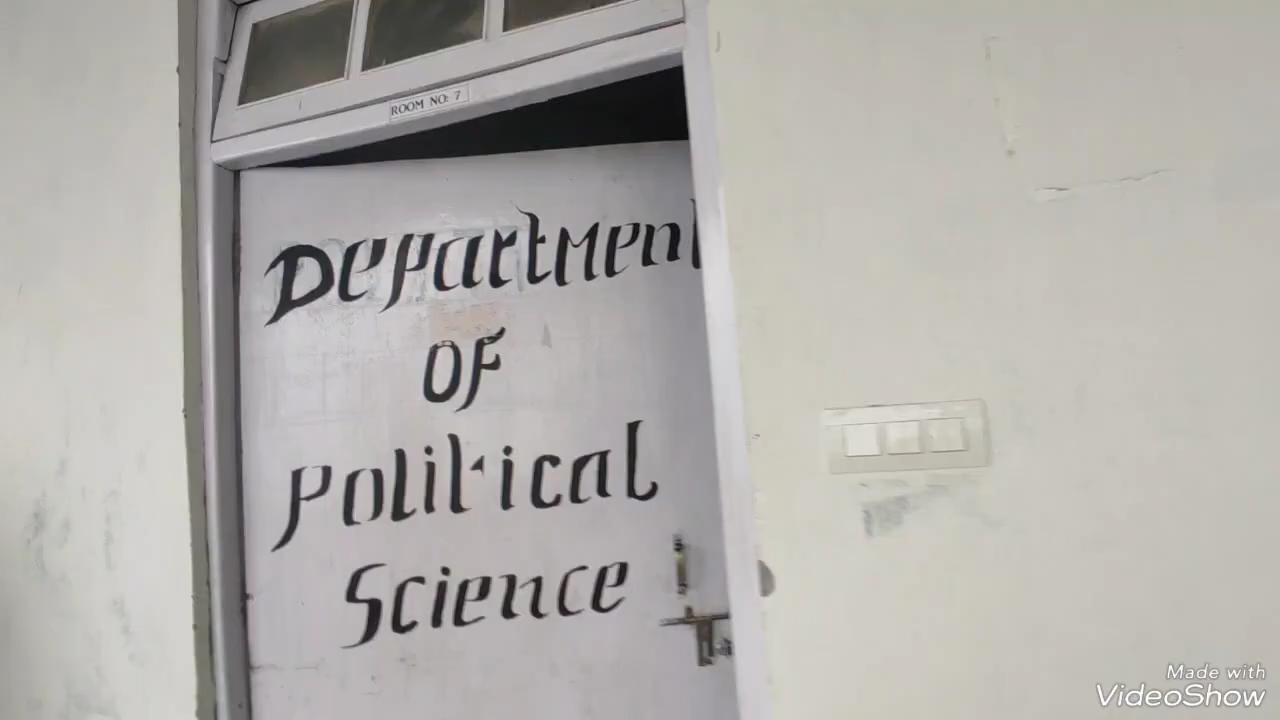 ROOM NO: 7
Department
OF
Political
Science
Made with
VideoShow